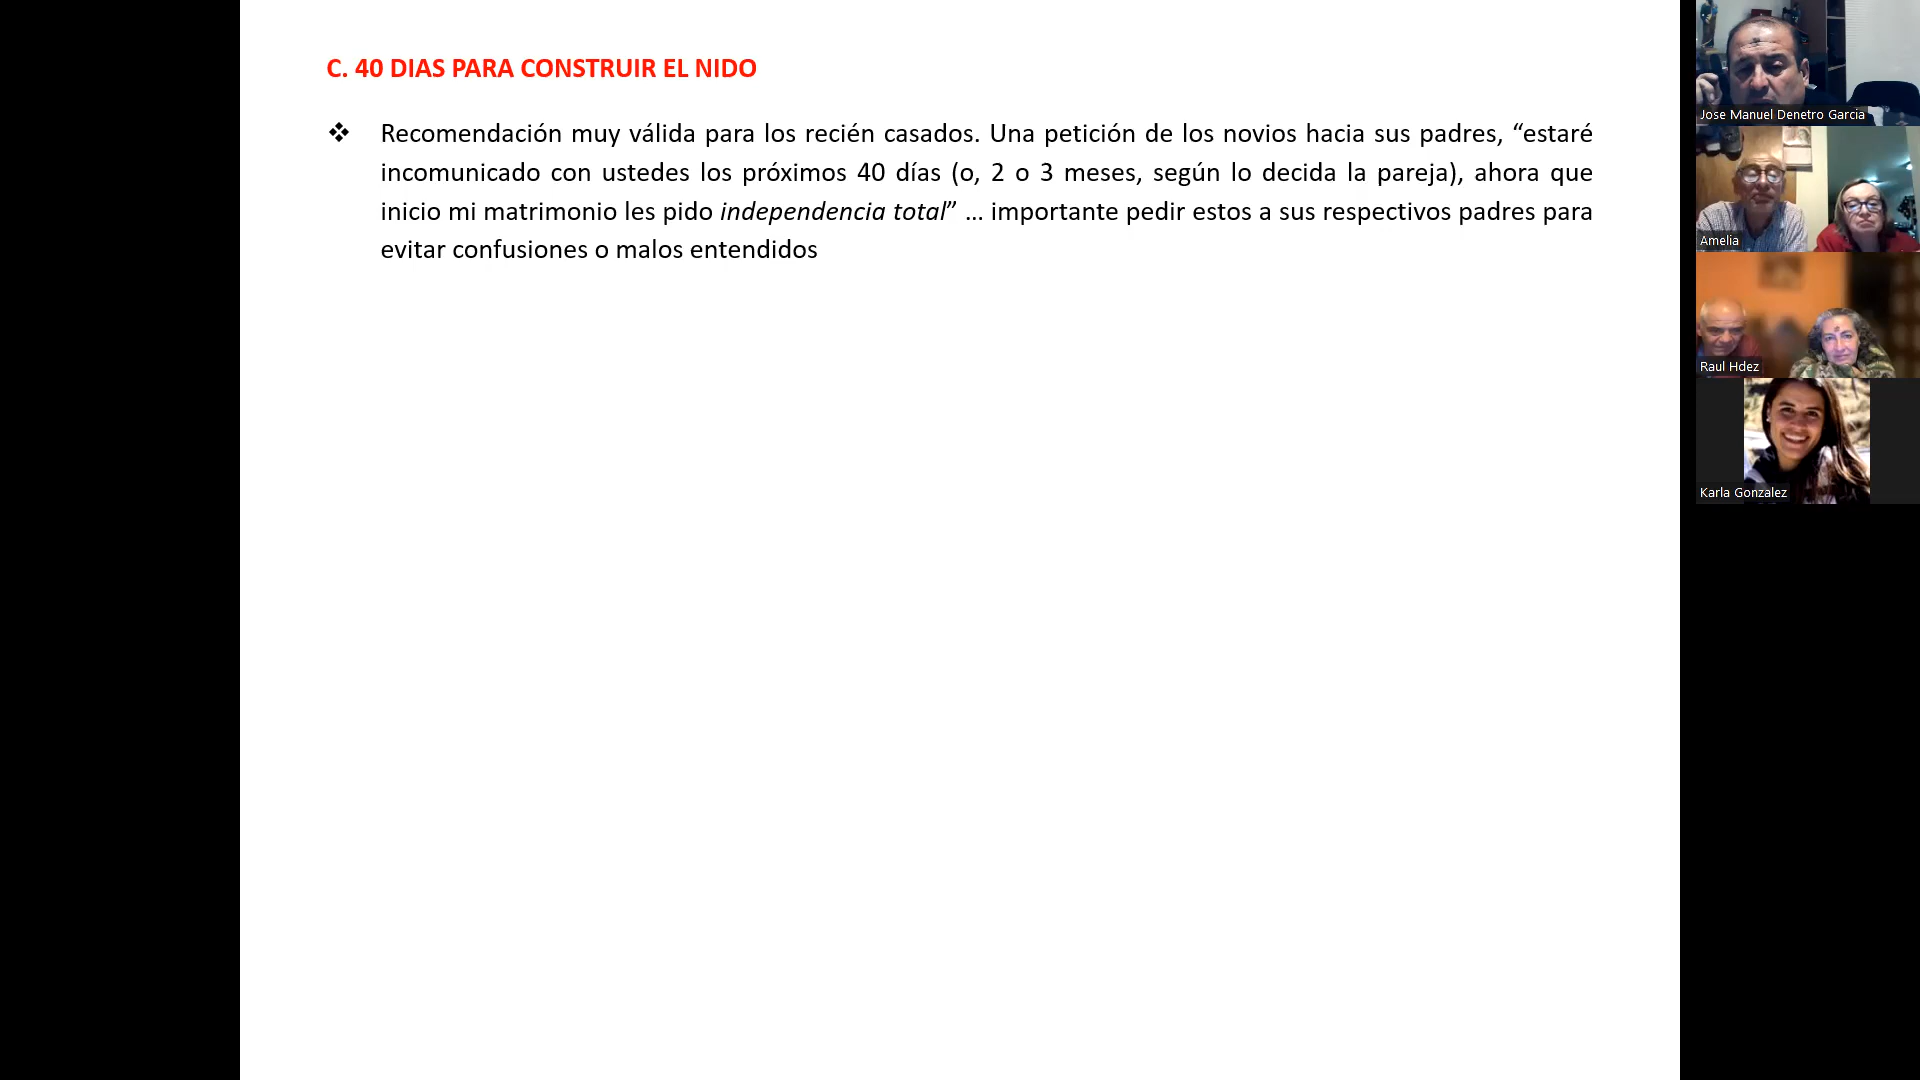 C. 40 DIAS PARA CONSTRUIR EL NIDO
❖ Recomendación muy válida para los recién casados. Una petición de los novios hacia sus padres, “estaré
incomunicado con ustedes los próximos 40 días (o, 2 o 3 meses, según lo decida la pareja), ahora que
inicio mi matrimonio les pido independencia total” … importante pedir estos a sus respectivos padres para
evitar confusiones o malos entendidos
Jose Manuel Denetro Garcia
Amelia
Raul Hdez
Karla Gonzalez